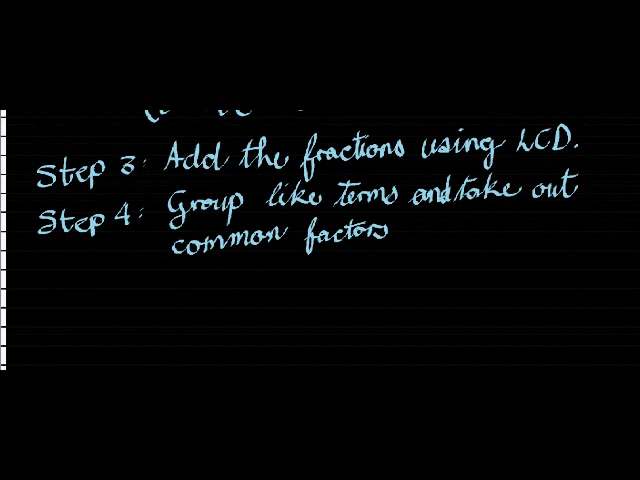 Step 3: Add the fractions using LCD.
Step 4: Group like terms and take out
common factors